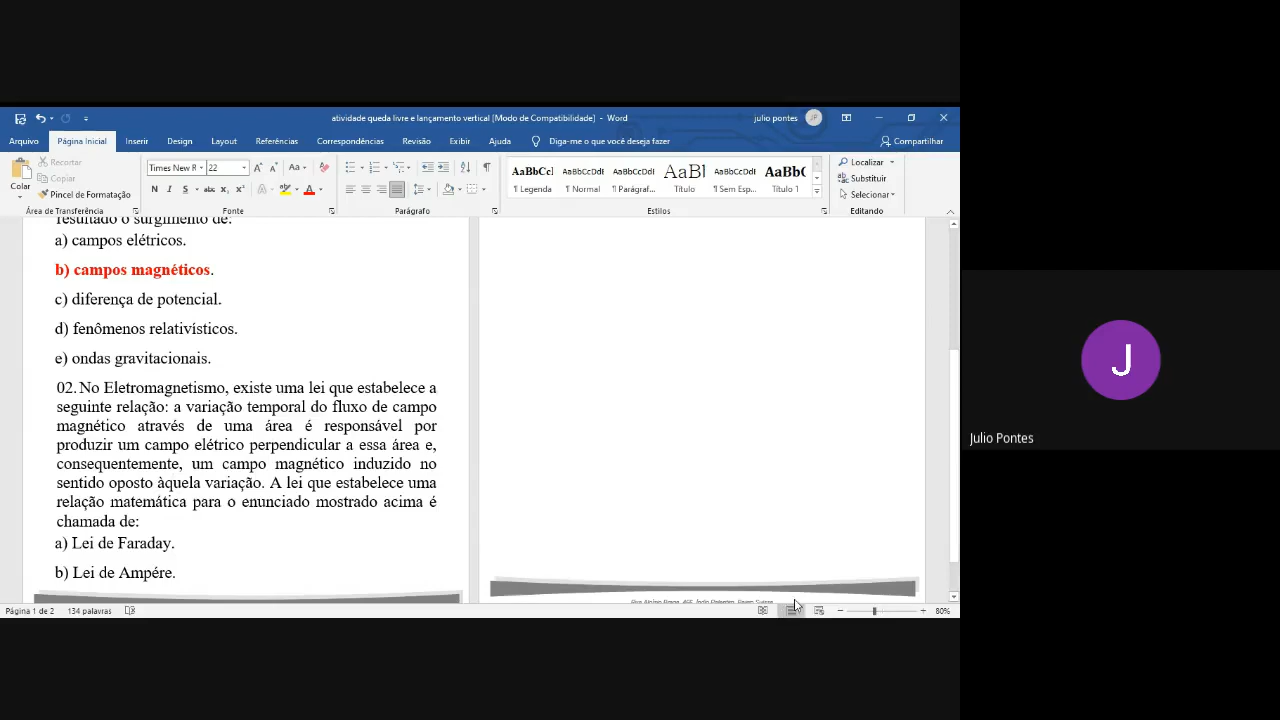 atividade queda livre e lançamento vertical [Modo de Compatibilidade] - Word
julio pontes
JP
Arquivo
Página Inicial
Inserir
Design
Layout
Referências
Correspondências
Revisão
Exibir
Ajuda
Diga-me o que você deseja fazer
Compartilhar
Colar
Recortar
Copiar
Pincel de Formatação
Área de Transferência
Times New R
22
Fonte
Parágrafo
AaBbCcI
¶ Legenda
AaBbCcDdI
¶ Normal
AaBbCcDdI
¶ Parágraf...
AaBl
Título
AaBbCcDdI
¶ Sem Esp...
AaBbC
Título 1
Estilos
Localizar
Substituir
Selecionar
Editando
resultado o surgimento de:
a) campos elétricos.
b) campos magnéticos.
c) diferença de potencial.
d) fenômenos relativísticos.
e) ondas gravitacionais.
02. No Eletromagnetismo, existe uma lei que estabelece a
seguinte relação: a variação temporal do fluxo de campo
magnético através de uma área é responsável por
produzir um campo elétrico perpendicular a essa área e,
consequentemente, um campo magnético induzido no
sentido oposto àquela variação. A lei que estabelece uma
relação matemática para o enunciado mostrado acima é
chamada de:
a) Lei de Faraday.
b) Lei de Ampére.
Página 1 de 2
134 palavras
80%
J
Julio Pontes